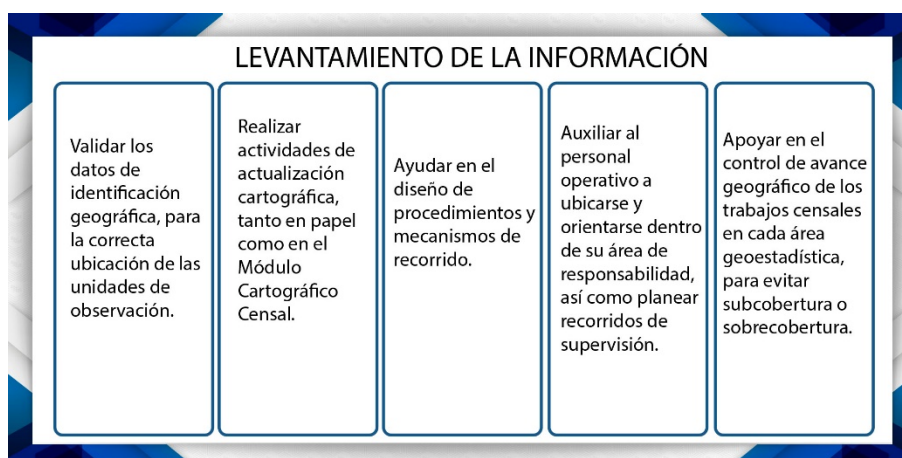 LEVANTAMIENTO DE LA INFORMACIÓN
Validar los
datos de
identificación
geográfica, para
la correcta
ubicación de las
unidades de
observación.
Realizar
actividades de
actualización
cartográfica,
tanto en papel
como en el
Módulo
Cartográfico
Censal.
Ayudar en el
diseño de
procedimientos y
mecanismos de
recorrido.
Auxiliar al
personal
operativo a
ubicarse y
orientarse dentro
de su área de
responsabilidad,
así como planear
recorridos de
supervisión.
Apoyar en el
control de avance
geográfico de los
trabajos censales
en cada área
geoestadística,
para evitar
subcobertura o
sobrecobertura.